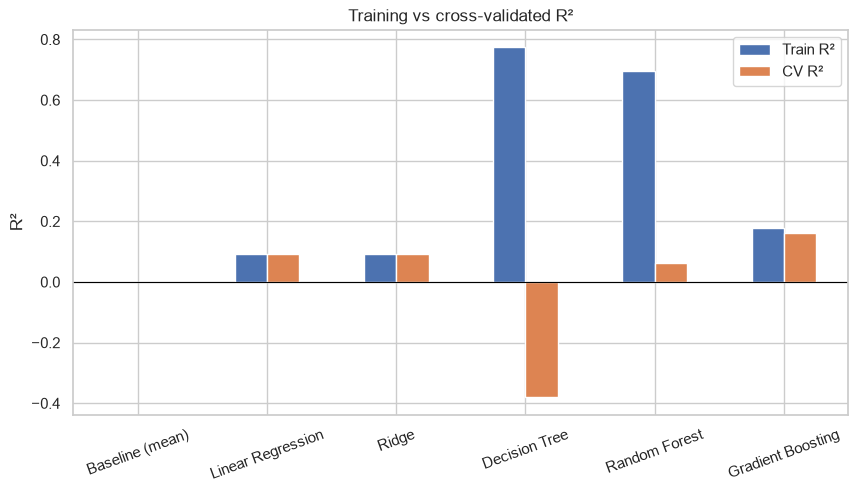 Training vs cross-validated R²
Train R²
CV R²
R²
0.8
0.6
0.4
0.2
0.0
−0.2
−0.4
Baseline (mean)
Linear Regression
Ridge
Decision Tree
Random Forest
Gradient Boosting